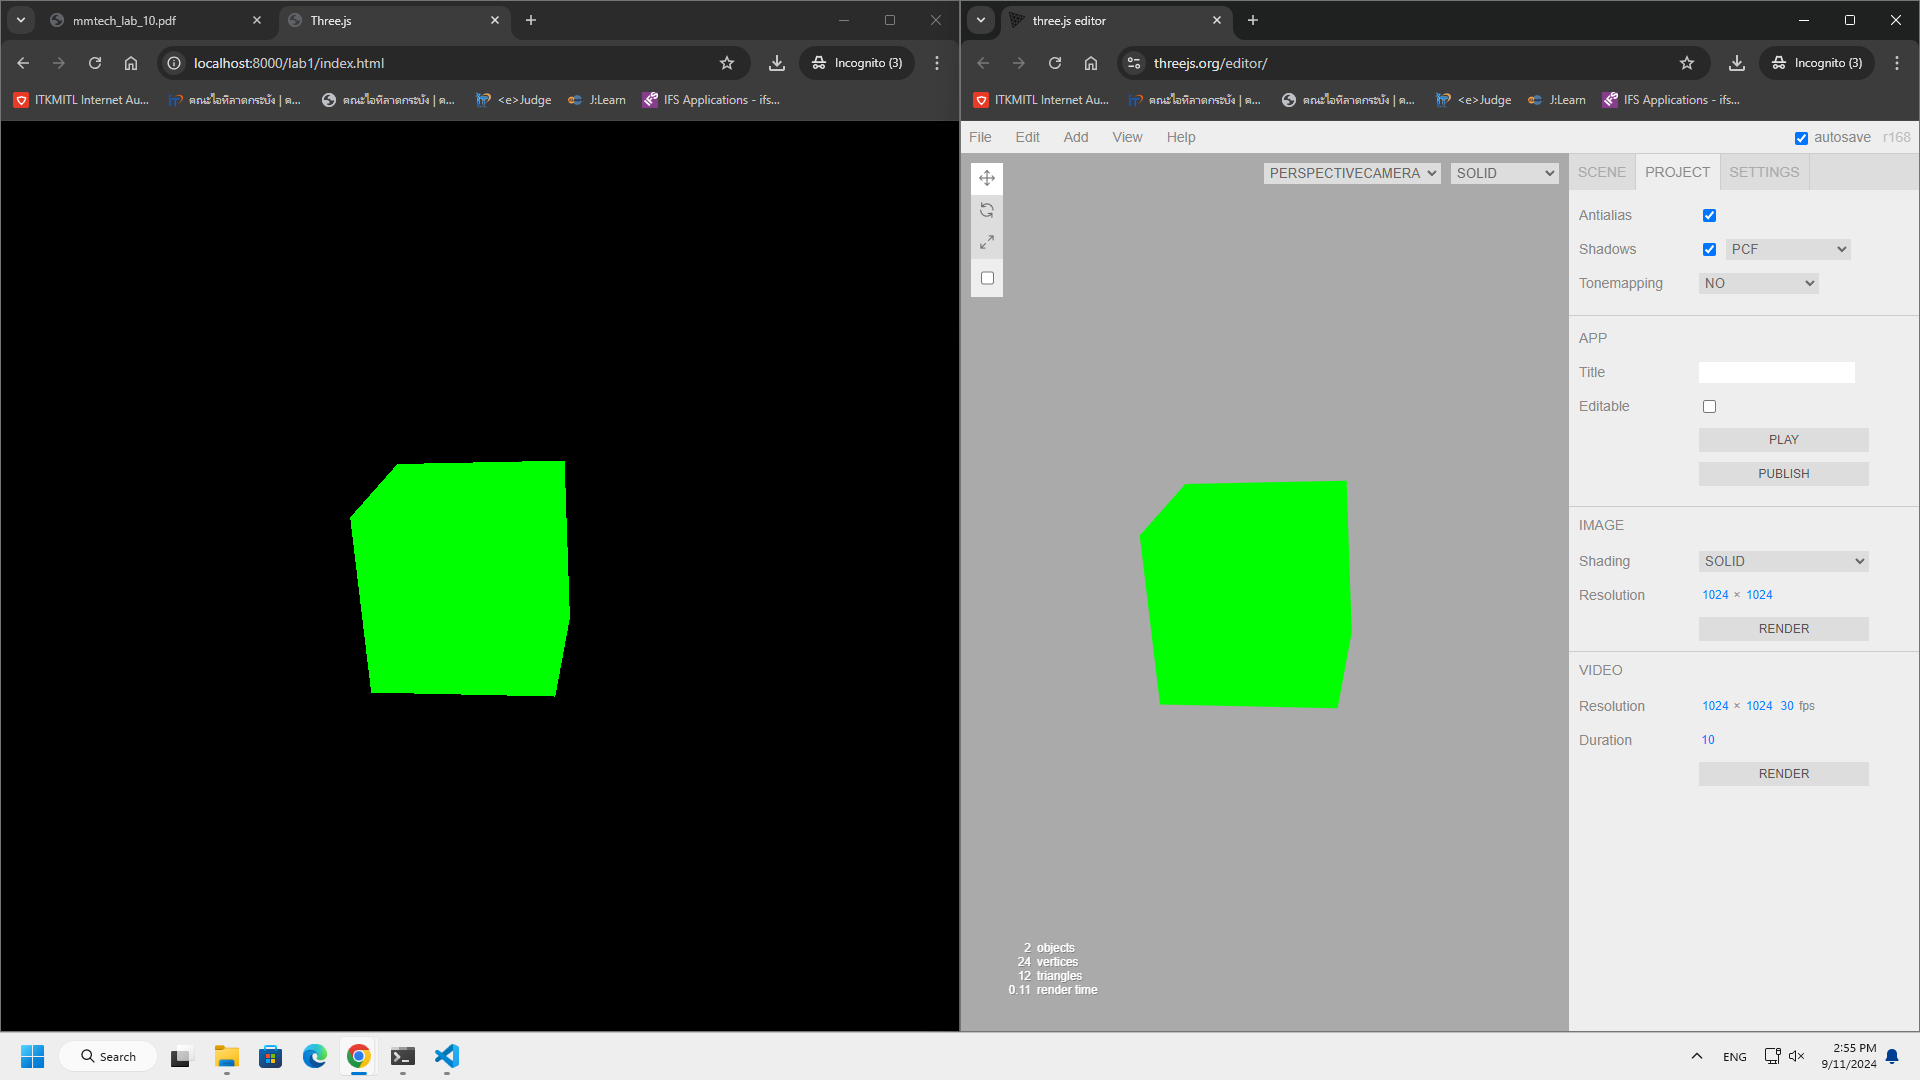 mmtech_lab_10.pdf
Three.js
localhost:8000/lab1/index.html
Incognito (3)
ITKMITL Internet Au...
คณะไอทีลาดกระบัง | ค...
คณะไอทีลาดกระบัง | ค...
<e>Judge
J:Learn
IFS Applications - ifs...
three.js editor
threejs.org/editor/
Incognito (3)
ITKMITL Internet Au...
คณะไอทีลาดกระบัง | ค...
คณะไอทีลาดกระบัง | ค...
<e>Judge
J:Learn
IFS Applications - ifs...
File Edit Add View Help
autosave r168
PERSPECTIVECAMERA
SOLID
SCENE PROJECT SETTINGS
Antialias
Shadows PCF
Tonemapping NO
APP
Title
Editable
PLAY
PUBLISH
IMAGE
Shading SOLID
Resolution 1024 × 1024
RENDER
VIDEO
Resolution 1024 × 1024 30 fps
Duration 10
RENDER
2 objects
24 vertices
12 triangles
0.11 render time
Search
ENG
2:55 PM
9/11/2024